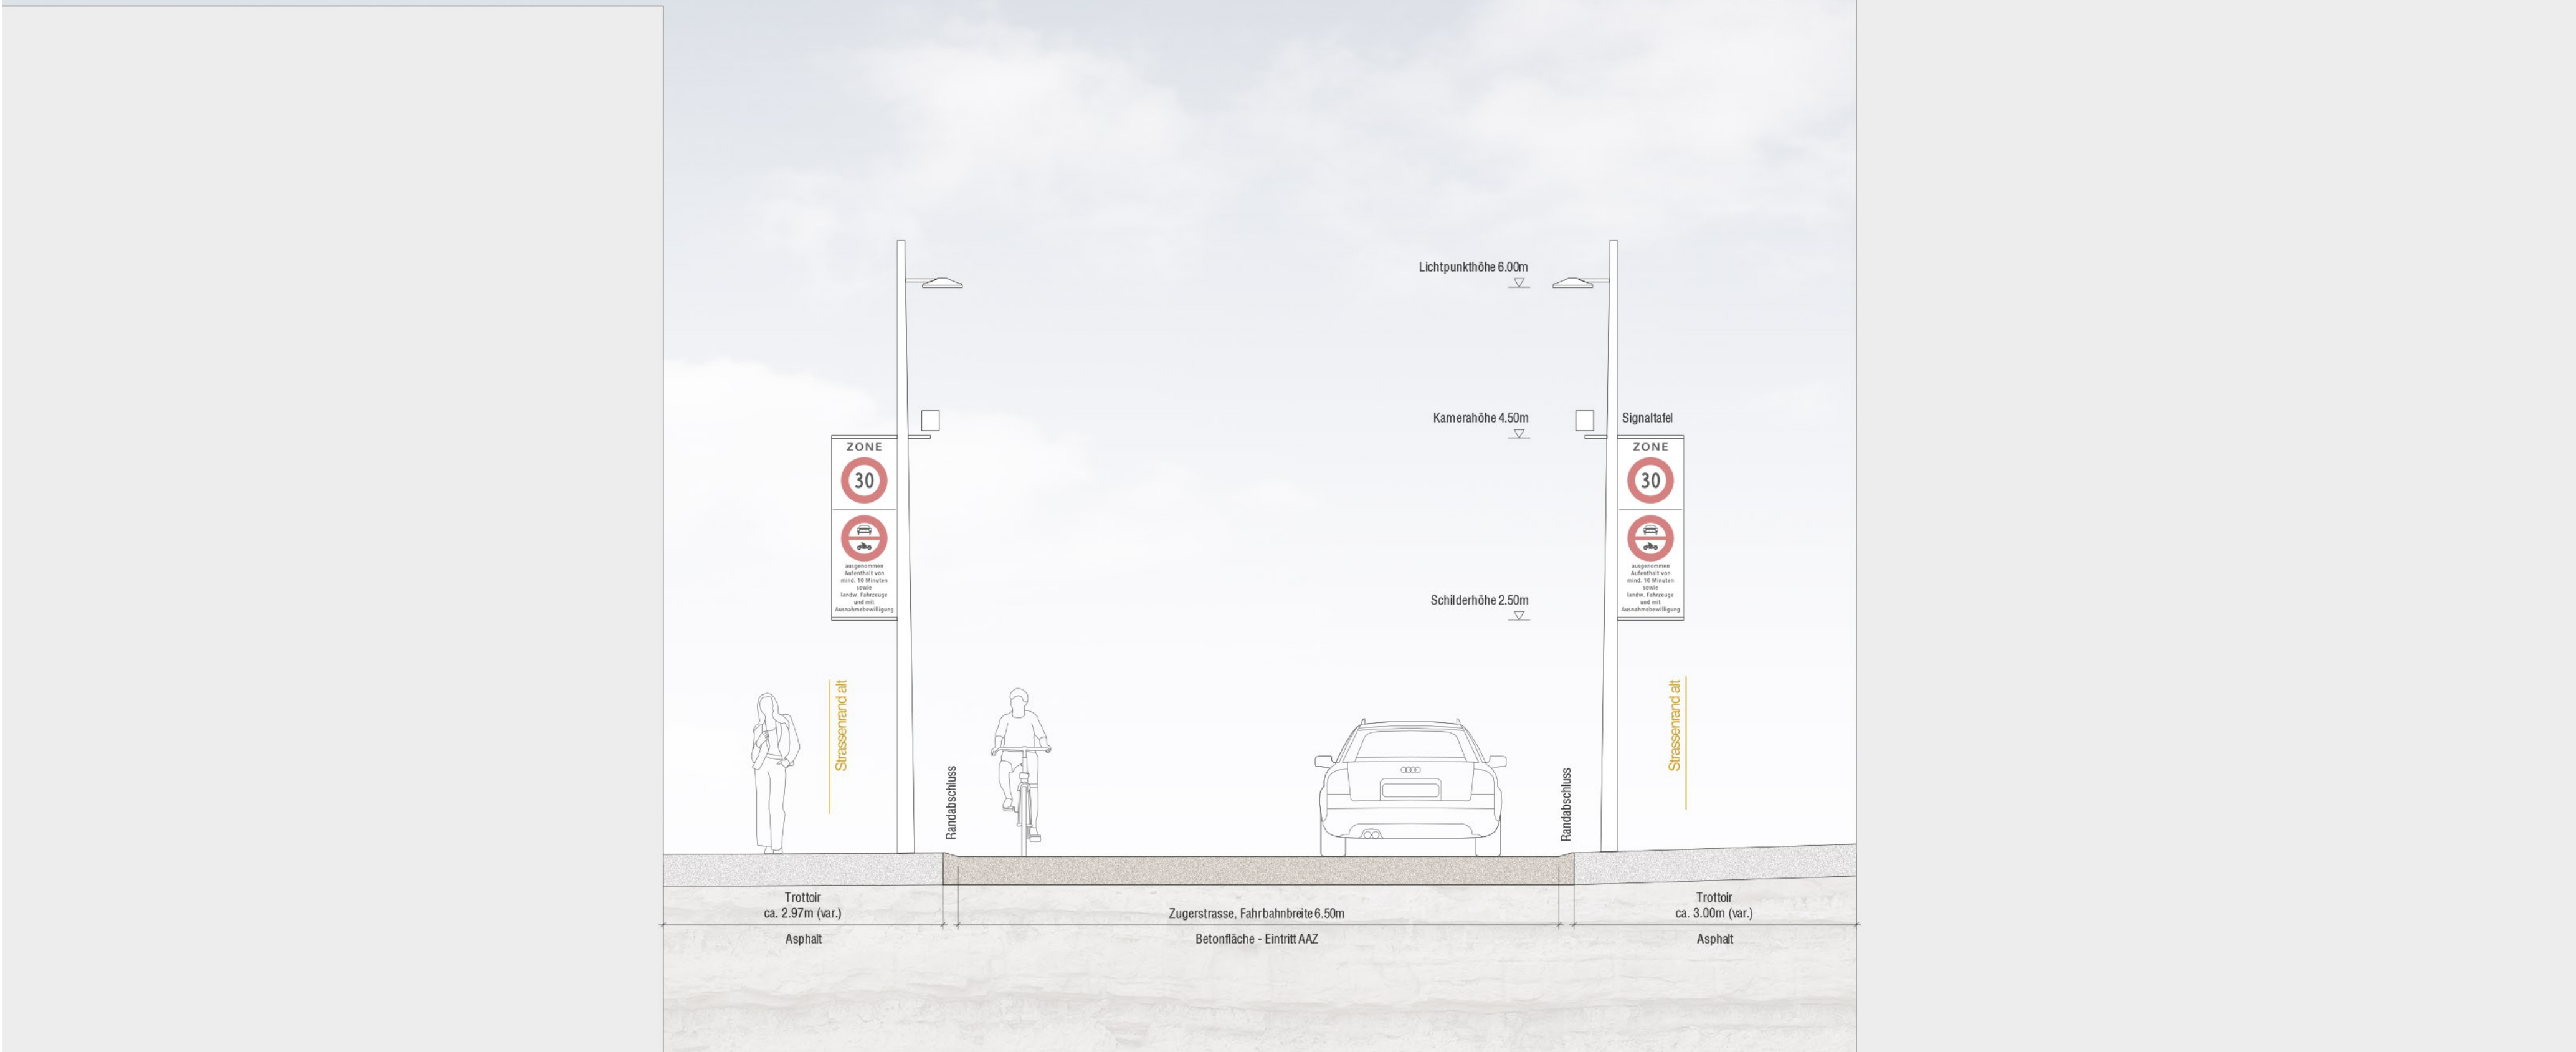 Lichtpunkthöhe 6.00m
Kamerahöhe 4.50m
Signaltafel
ZONE
30
ausgenommen
Aufenthalt von
mind. 10 Minuten
sowie
landw. Fahrzeuge
und mit
Ausnahmebewilligung
ZONE
30
ausgenommen
Aufenthalt von
mind. 10 Minuten
sowie
landw. Fahrzeuge
und mit
Ausnahmebewilligung
Schilderhöhe 2.50m
Strassenrand alt
Strassenrand alt
Randabschluss
Randabschluss
Trottoir
ca. 2.97m (var.)
Asphalt
Zugerstrasse, Fahrbahnbreite 6.50m
Betonfläche - Eintritt AAZ
Trottoir
ca. 3.00m (var.)
Asphalt